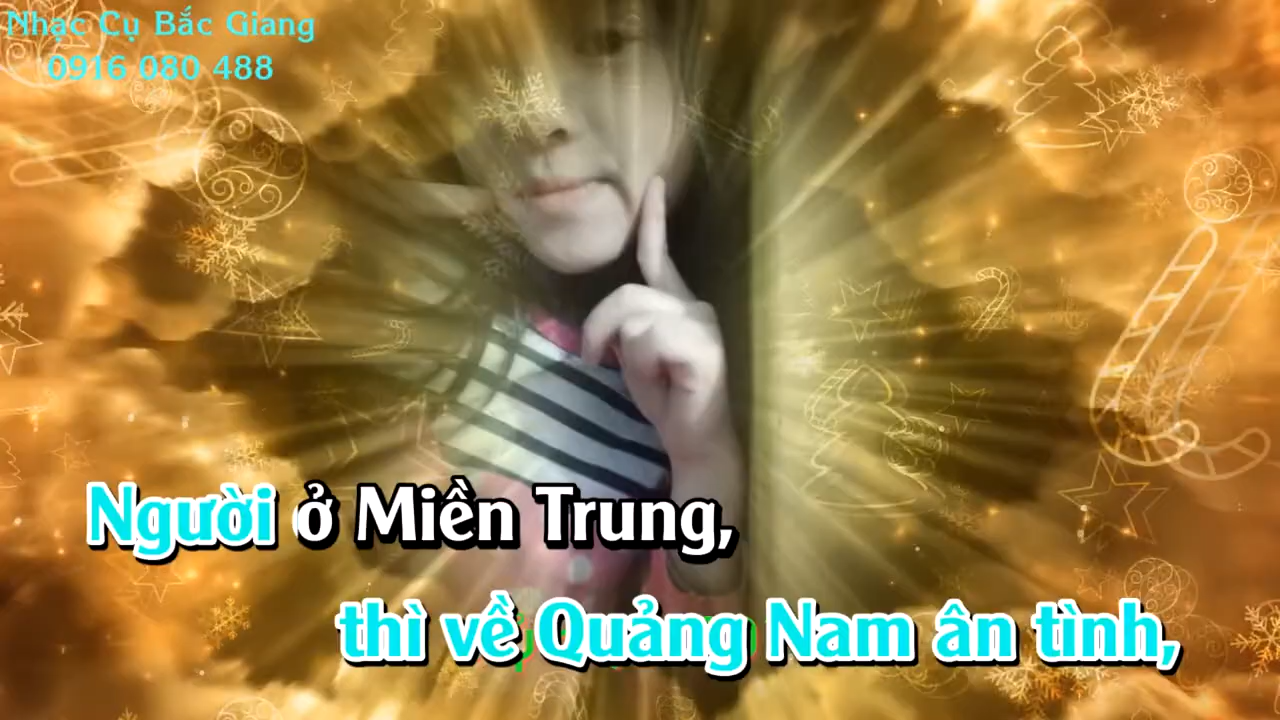 Nhạc Cụ Bắc Giang
0916 080 488
Người ở Miền Trung,
thì về Quảng Nam ân tình,